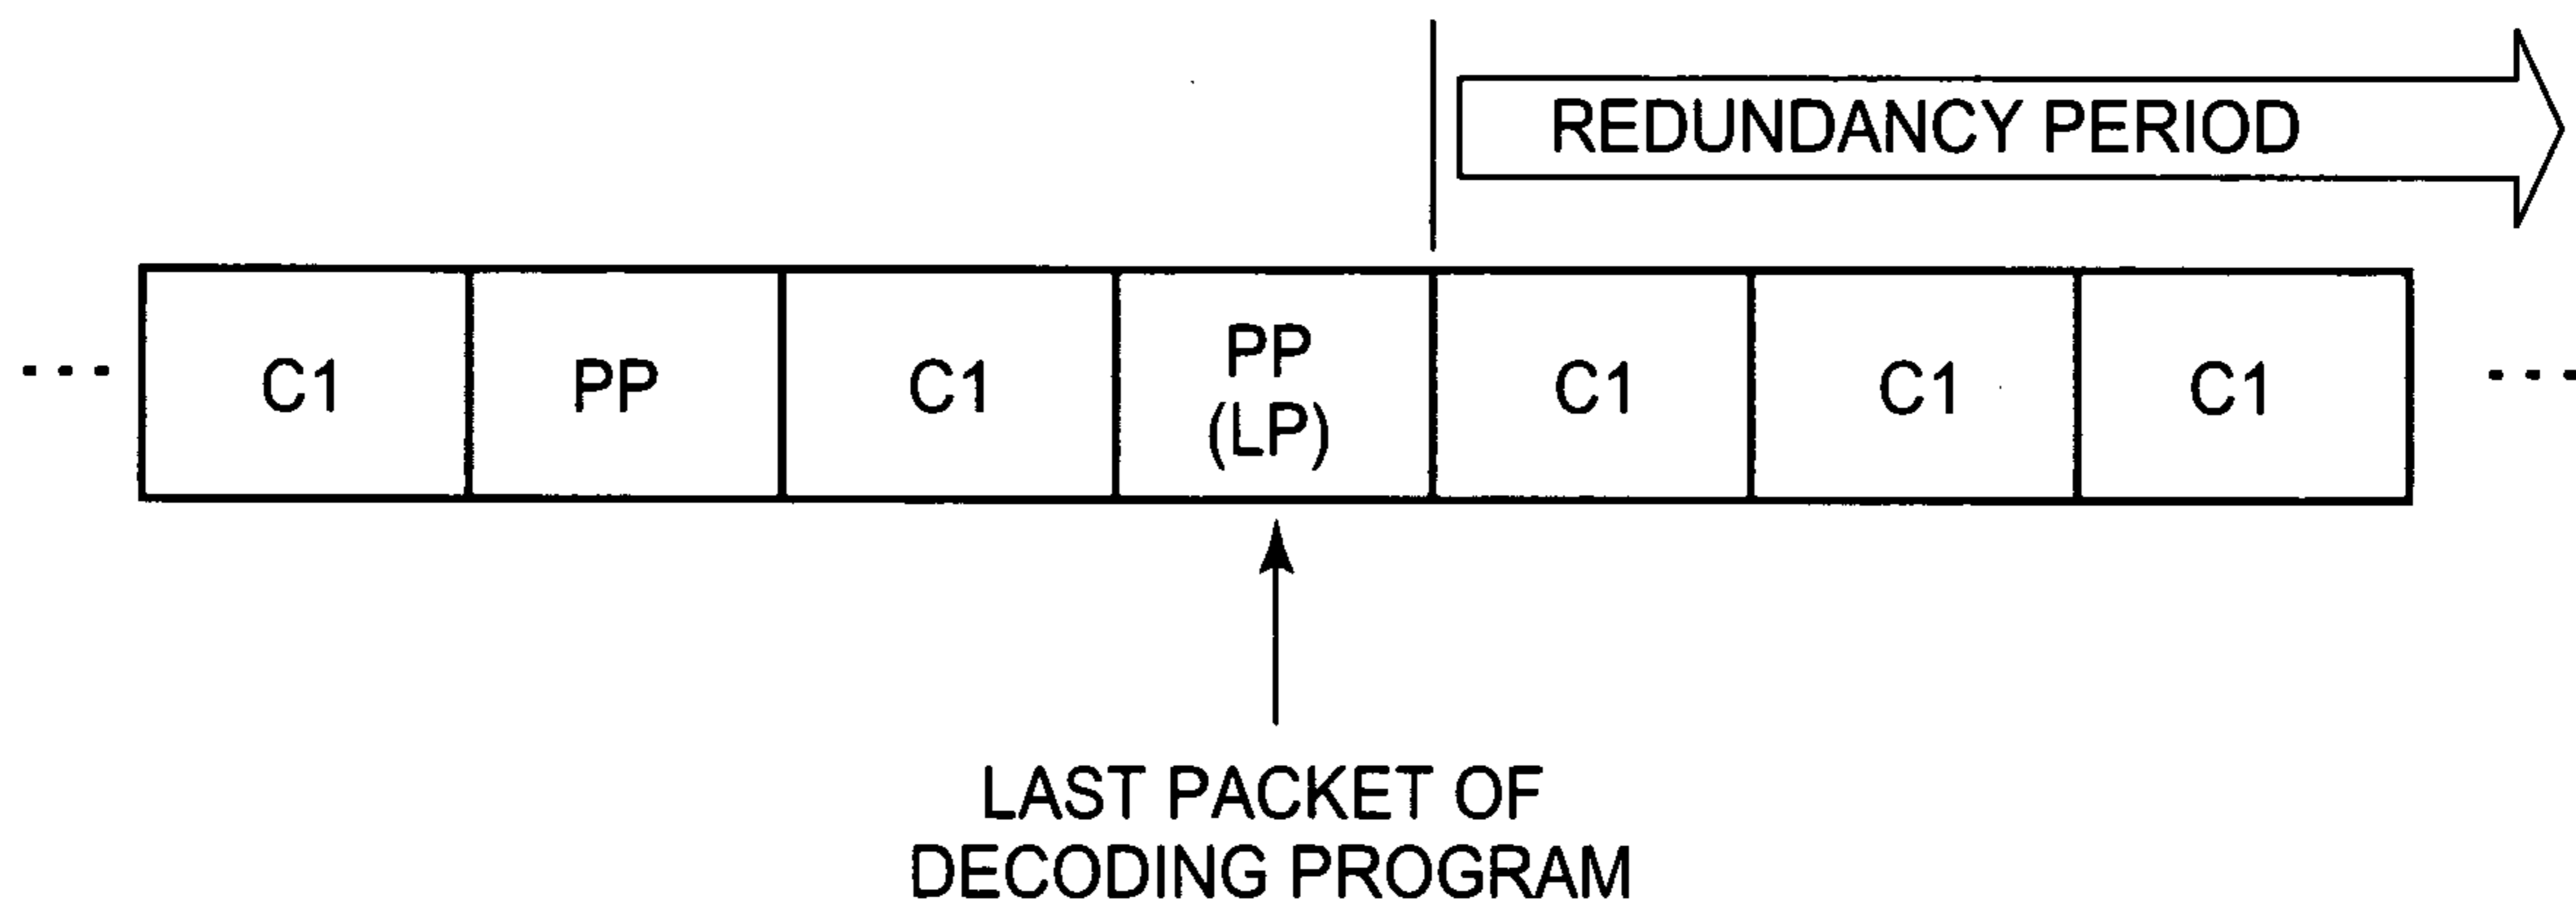 REDUNDANCY PERIOD
... C1 PP C1 PP (LP) C1 C1 C1 ...
LAST PACKET OF
DECODING PROGRAM